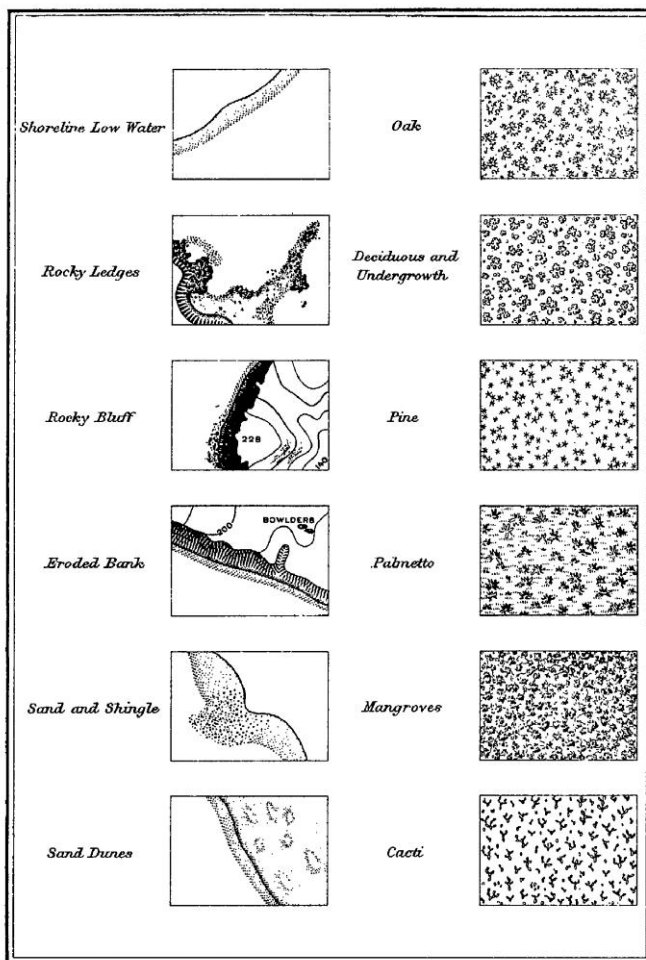 Shoreline Low Water
Oak
Rocky Ledges
Deciduous and
Undergrowth
Rocky Bluff
228
140
Pine
Eroded Bank
200
BOWLDERS
Palmetto
Sand and Shingle
Mangroves
Sand Dunes
Cacti